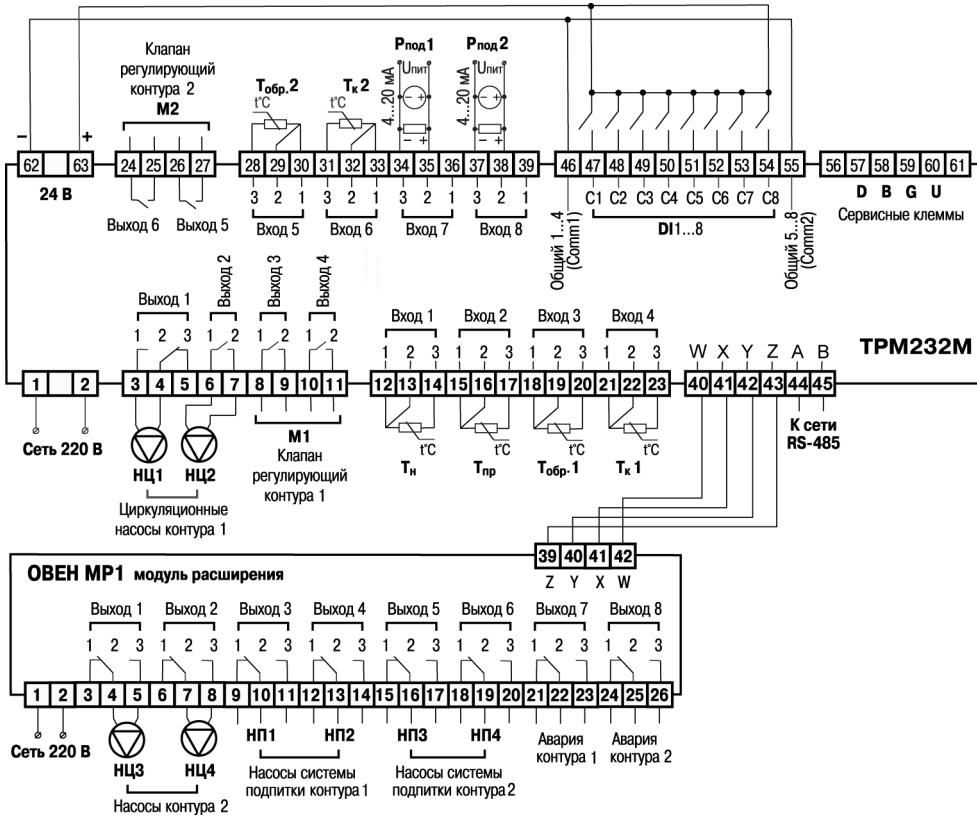 Клапан
регулирующий
контура 2
М2
Tобр.2
t°C
Tк 2
t°C
Pпод1
4...20 мА
Uпит
– +
– +
Pпод2
4...20 мА
Uпит
– +
– +
– +
62 63 24 25 26 27 28 29 30 31 32 33 34 35 36 37 38 39 46 47 48 49 50 51 52 53 54 55 56 57 58 59 60 61
24 В
Выход 6 Выход 5
3 2 1 3 2 1 3 2 1 3 2 1
Вход 5 Вход 6 Вход 7 Вход 8
Общий 1...4
(Comm1)
C1 C2 C3 C4 C5 C6 C7 C8
DI1...8
Общий 5...8
(Comm2)
D B G U
Сервисные клеммы
Выход 1
1 2 3
Выход 2
1 2
Выход 3
1 2
Выход 4
1 2
Вход 1 Вход 2 Вход 3 Вход 4
1 2 3 1 2 3 1 2 3 1 2 3
W X Y Z A B
ТРМ232М
1 2 3 4 5 6 7 8 9 10 11 12 13 14 15 16 17 18 19 20 21 22 23 40 41 42 43 44 45
Сеть 220 В
НЦ1 НЦ2
Циркуляционные
насосы контура 1
М1
Клапан
регулирующий
контура 1
t°C t°C t°C t°C
Tн Tпр Tобр.1 Tк 1
К сети
RS-485
39 40 41 42
Z Y X W
ОВЕН МР1 модуль расширения
Выход 1 Выход 2 Выход 3 Выход 4 Выход 5 Выход 6 Выход 7 Выход 8
1 2 3 1 2 3 1 2 3 1 2 3 1 2 3 1 2 3 1 2 3 1 2 3
1 2 3 4 5 6 7 8 9 10 11 12 13 14 15 16 17 18 19 20 21 22 23 24 25 26
Сеть 220 В
НЦ3 НЦ4
Насосы контура 2
НП1 НП2
Насосы системы
подпитки контура 1
НП3 НП4
Насосы системы
подпитки контура 2
Авария
контура 1
Авария
контура 2